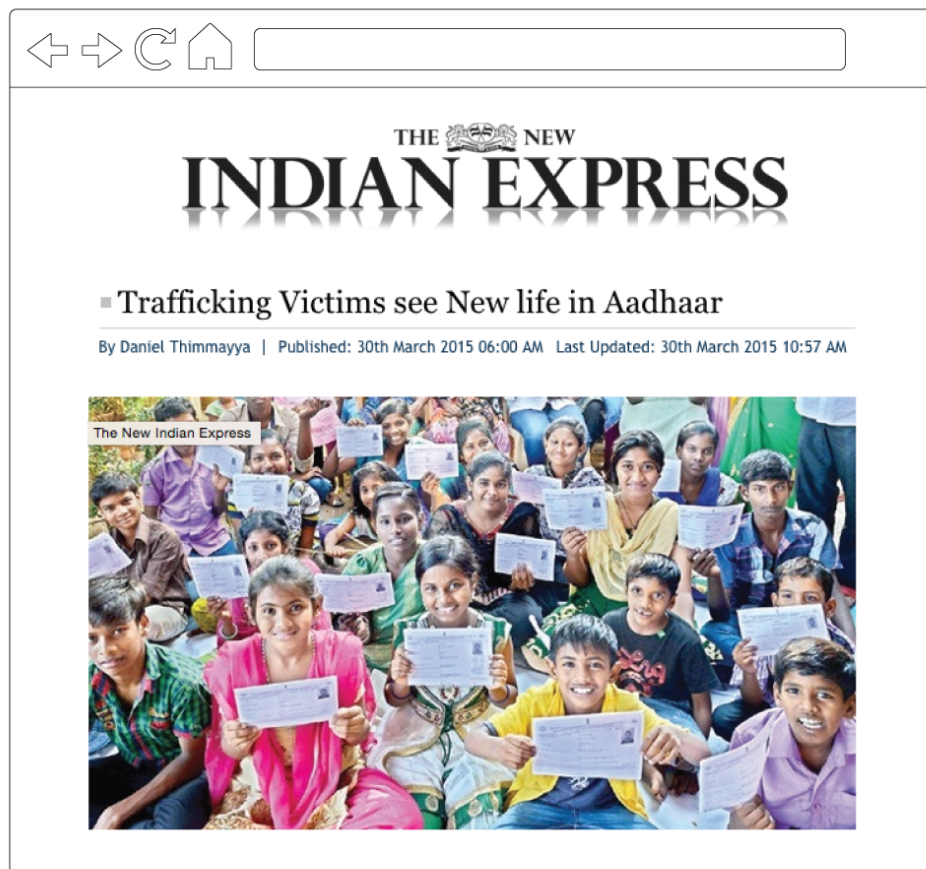 THE NEW
INDIAN EXPRESS
Trafficking Victims see New life in Aadhaar
By Daniel Thimmayya | Published: 30th March 2015 06:00 AM Last Updated: 30th March 2015 10:57 AM
The New Indian Express